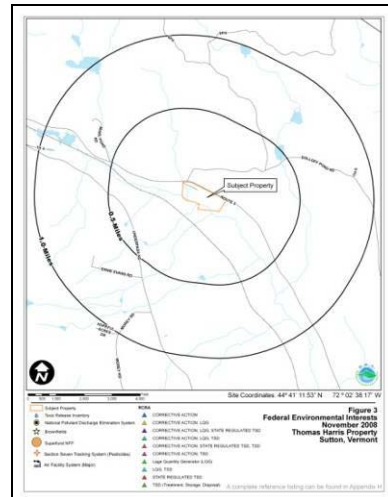 Subject Property
ROUTE 5
0.5 Miles
1.0 Miles
Site Coordinates: 44° 41' 11.53" N 72° 02' 38.17" W
Subject Property
Toxic Release Inventory
National Pollutant Discharge Elimination System
Brownfields
Superfund NFP
Section Seven Tracking System (Pesticides)
Air Facility System (Major)
RCRA
CORRECTIVE ACTION
CORRECTIVE ACTION; LQG
CORRECTIVE ACTION; LQG; STATE REGULATED TSD
CORRECTIVE ACTION; LQG; TSD
CORRECTIVE ACTION; STATE REGULATED TSD; TSD
CORRECTIVE ACTION; TSD
Large Quantity Generator (LQG)
LQG; TSD
STATE REGULATED TSD
TSD (Treatment, Storage, Disposal)
Figure 3
Federal Environmental Interests
November 2008
Thomas Harris Property
Sutton, Vermont
A complete reference listing can be found in Appendix H